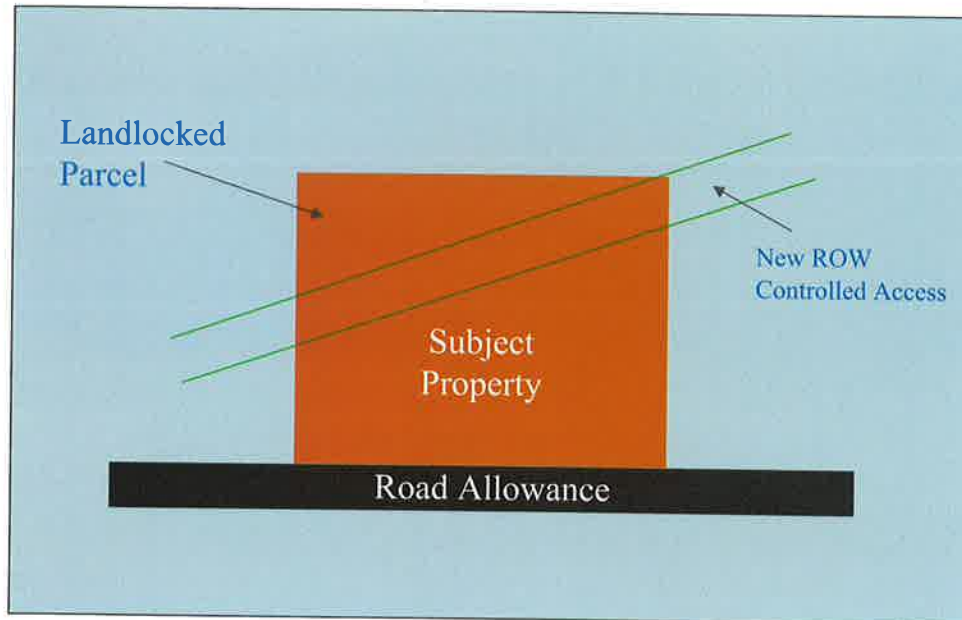 Landlocked
Parcel
New ROW
Controlled Access
Subject
Property
Road Allowance